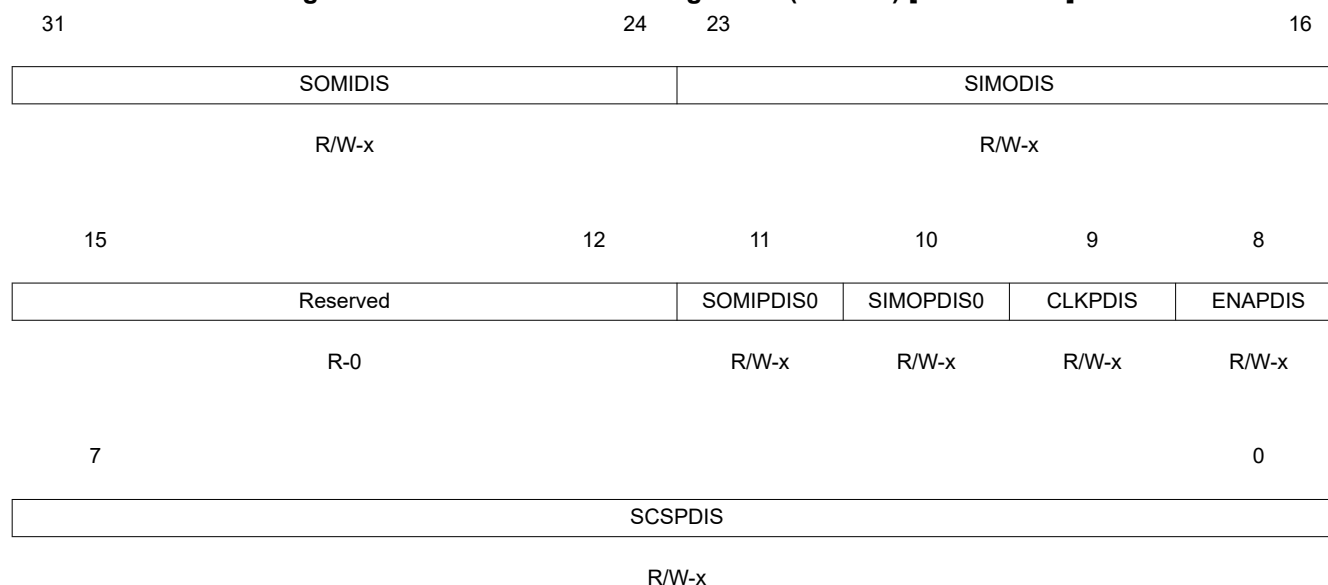 31 24 23 16
SOMIDIS SIMODIS
R/W-x R/W-x
15 12 11 10 9 8
Reserved SOMIPDIS0 SIMOPDIS0 CLKPDIS ENAPDIS
R-0 R/W-x R/W-x R/W-x R/W-x
7 0
SCSPDIS
R/W-x